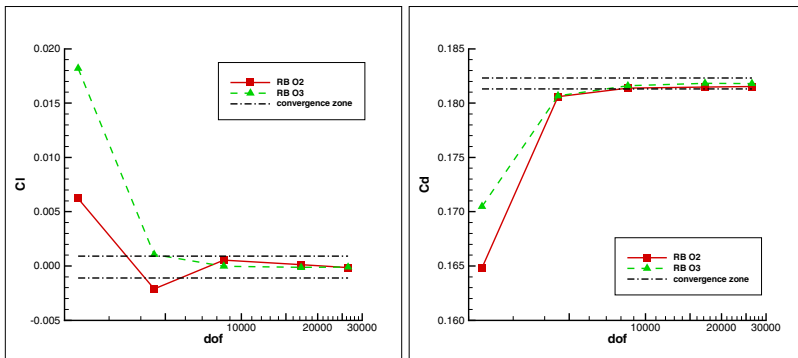 0.020
0.015
0.010
0.005
0.000
-0.005
Cl
10000
20000
30000
dof
RB O2
RB O3
convergence zone
0.185
0.180
0.175
0.170
0.165
0.160
Cd
10000
20000
30000
dof
RB O2
RB O3
convergence zone